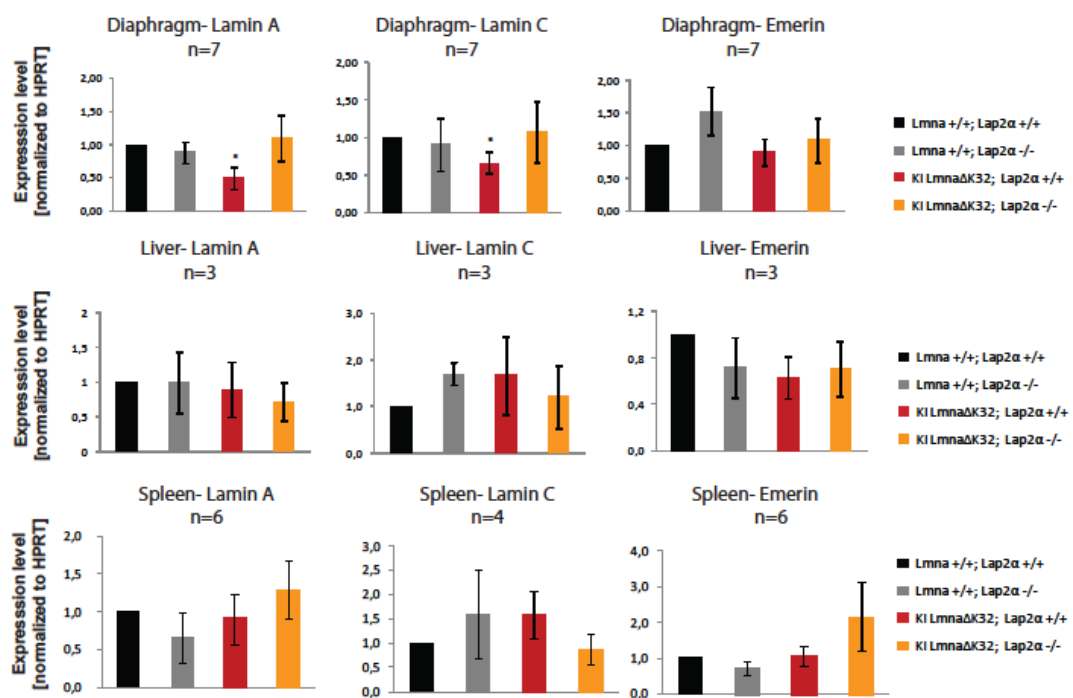 Diaphragm- Lamin A
n=7
Diaphragm- Lamin C
n=7
Diaphragm- Emerin
n=7
Expresssion level
[normalized to HPRT]
2,00
1,50
1,00
0,50
0,00
*
2,00
1,50
1,00
0,50
0,00
*
2,00
1,50
1,00
0,50
0,00
Lmna +/+; Lap2α +/+
Lmna +/+; Lap2α -/-
KI LmnaΔK32; Lap2α +/+
KI LmnaΔK32; Lap2α -/-
Liver- Lamin A
n=3
Liver- Lamin C
n=3
Liver- Emerin
n=3
Expresssion level
[normalized to HPRT]
2
1,5
1
0,5
0
3,0
2,0
1,0
0,0
1,2
0,8
0,4
0,0
Lmna +/+; Lap2α +/+
Lmna +/+; Lap2α -/-
KI LmnaΔK32; Lap2α +/+
KI LmnaΔK32; Lap2α -/-
Spleen- Lamin A
n=6
Spleen- Lamin C
n=4
Spleen- Emerin
n=6
Expresssion level
[normalized to HPRT]
2,0
1,5
1,0
0,5
0,0
3,0
2,5
2,0
1,5
1,0
0,5
0,0
4,0
3,0
2,0
1,0
0,0
Lmna +/+; Lap2α +/+
Lmna +/+; Lap2α -/-
KI LmnaΔK32; Lap2α +/+
KI LmnaΔK32; Lap2α -/-